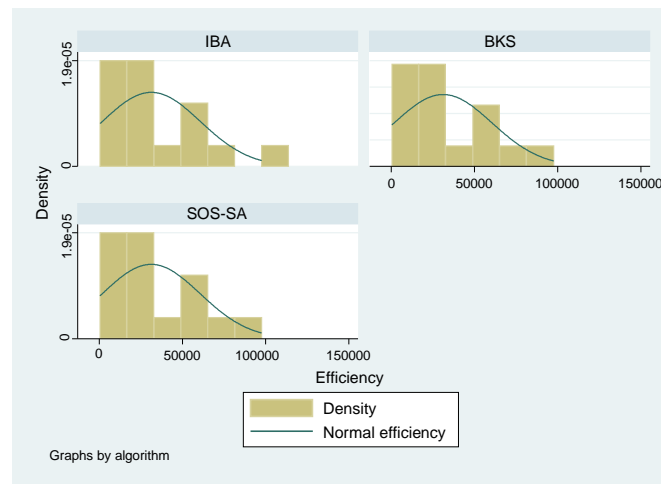 IBA
BKS
1.9e-05
0
0 50000 100000 150000
SOS-SA
1.9e-05
0
0 50000 100000 150000
Density
Efficiency
Density
Normal efficiency
Graphs by algorithm